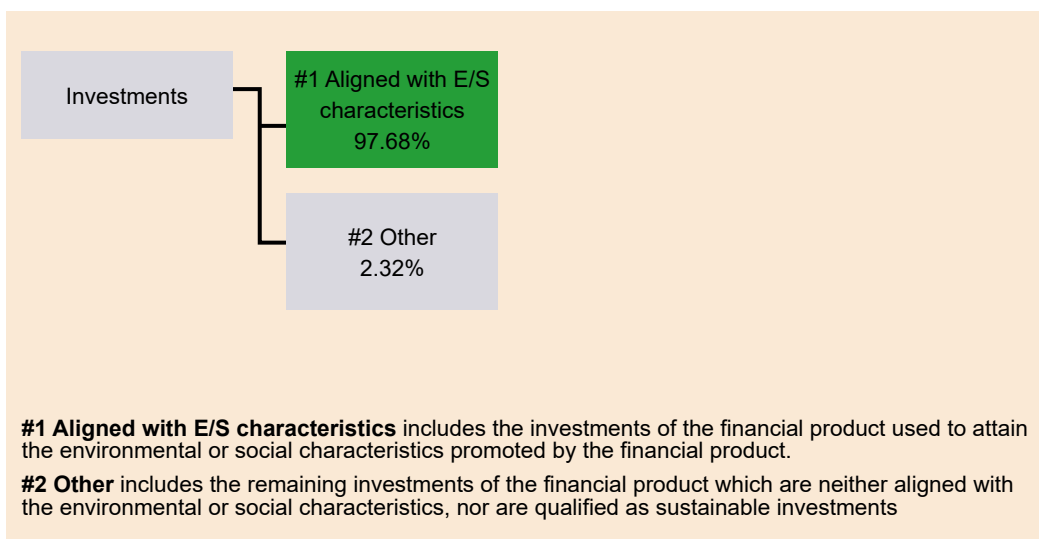 Investments
#1 Aligned with E/S
characteristics
97.68%
#2 Other
2.32%
#1 Aligned with E/S characteristics includes the investments of the financial product used to attain
the environmental or social characteristics promoted by the financial product.
#2 Other includes the remaining investments of the financial product which are neither aligned with
the environmental or social characteristics, nor are qualified as sustainable investments